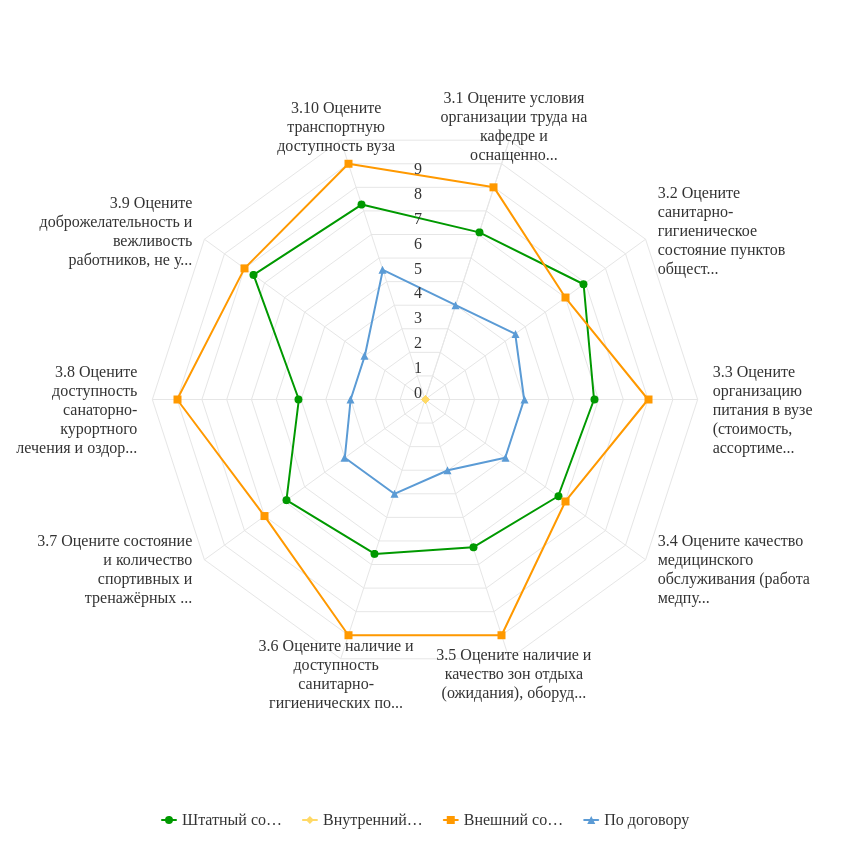 3.10 Оцените
транспортную
доступность вуза
3.1 Оцените условия
организации труда на
кафедре и
оснащенно...
3.2 Оцените
санитарно-
гигиеническое
состояние пунктов
общест...
3.3 Оцените
организацию
питания в вузе
(стоимость,
ассортиме...
3.4 Оцените качество
медицинского
обслуживания (работа
медпу...
3.5 Оцените наличие и
качество зон отдыха
(ожидания), оборуд...
3.6 Оцените наличие и
доступность
санитарно-
гигиенических по...
3.7 Оцените состояние
и количество
спортивных и
тренажёрных ...
3.8 Оцените
доступность
санаторно-
курортного
лечения и оздор...
3.9 Оцените
доброжелательность и
вежливость
работников, не у...
9
8
7
6
5
4
3
2
1
0
Штатный со… Внутренний… Внешний со… По договору